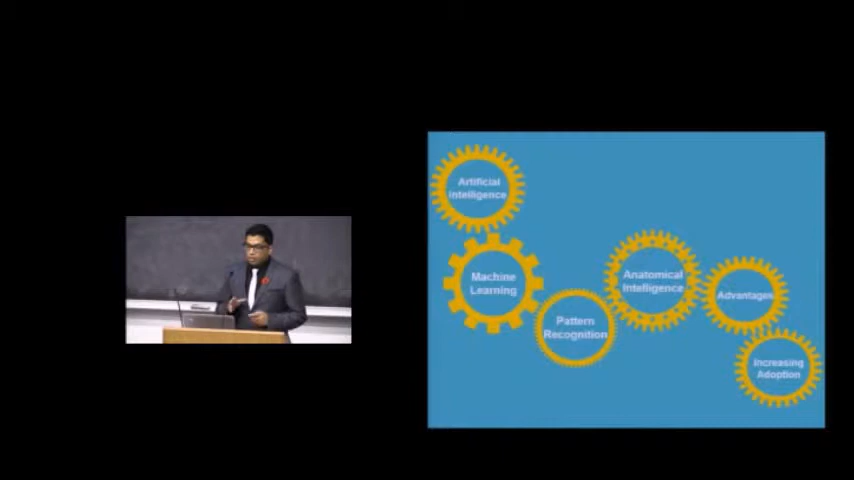 Artificial
Intelligence
Machine
Learning
Pattern
Recognition
Anatomical
Intelligence
Advantages
Increasing
Adoption